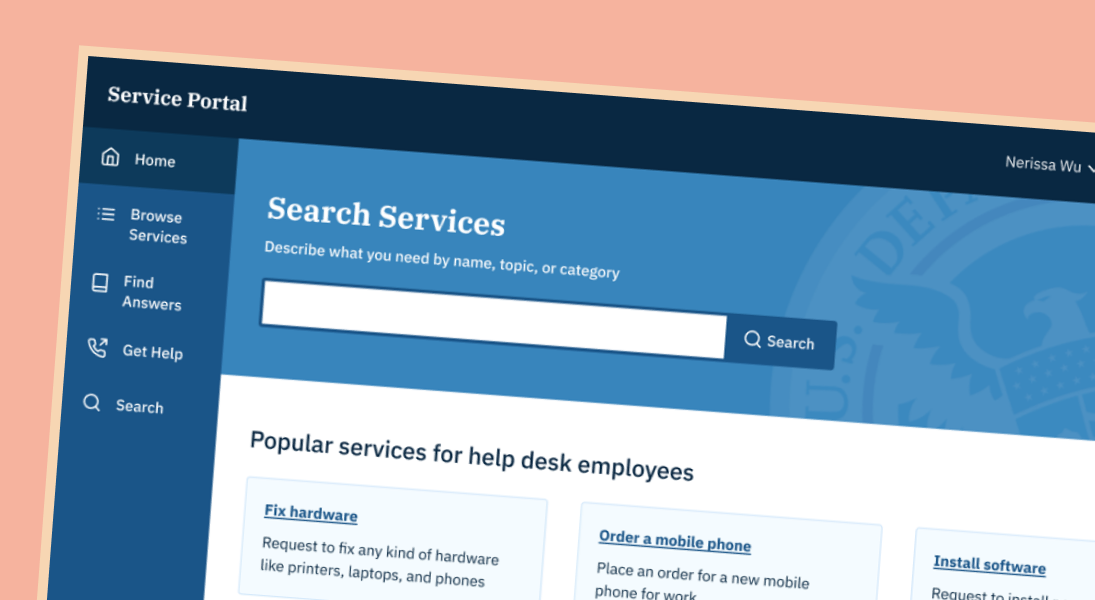 Service Portal
Nerissa Wu
Home
Browse
Services
Find
Answers
Get Help
Search
Search Services
Describe what you need by name, topic, or category
Search
U.S.
DE
Popular services for help desk employees
Fix hardware
Request to fix any kind of hardware
like printers, laptops, and phones
Order a mobile phone
Place an order for a new mobile
phone for work
Install software
Request to install